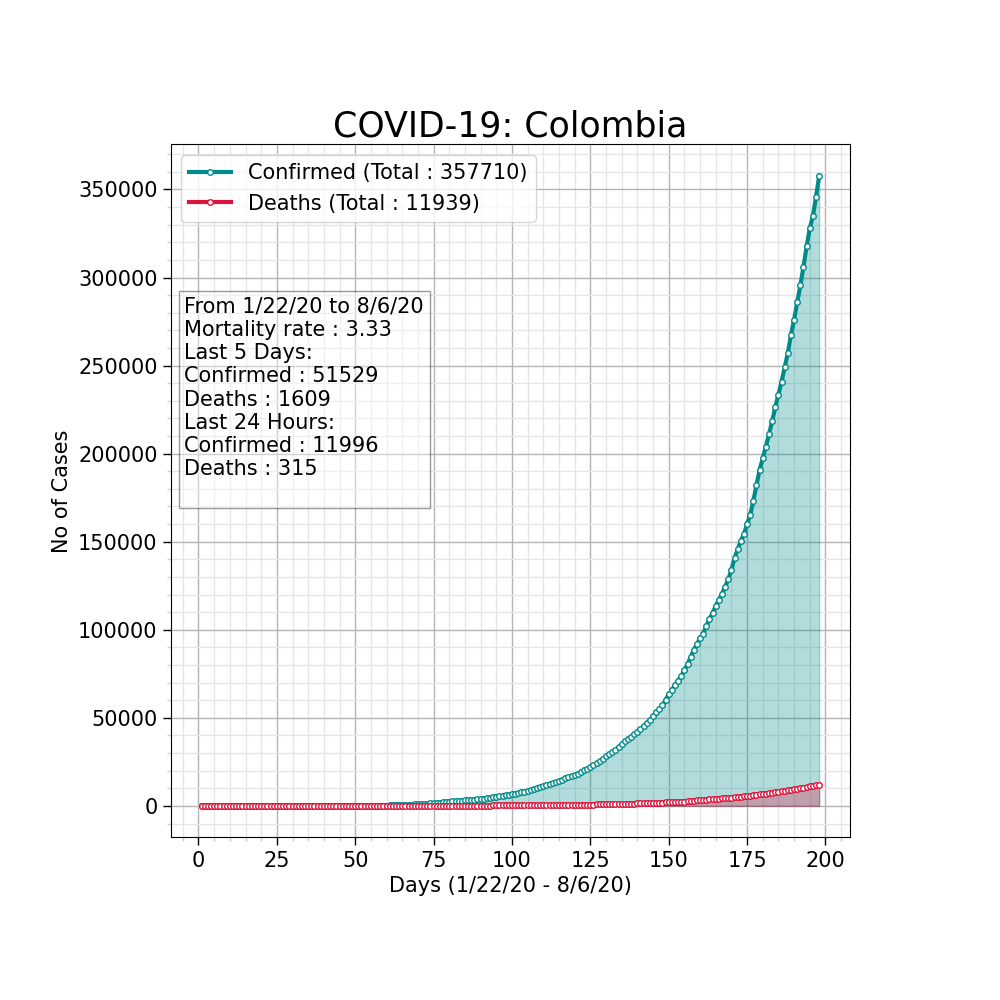 COVID-19: Colombia
Confirmed (Total : 357710)
Deaths (Total : 11939)
From 1/22/20 to 8/6/20
Mortality rate : 3.33
Last 5 Days:
Confirmed : 51529
Deaths : 1609
Last 24 Hours:
Confirmed : 11996
Deaths : 315
No of Cases
350000
300000
250000
200000
150000
100000
50000
0
0 25 50 75 100 125 150 175 200
Days (1/22/20 - 8/6/20)